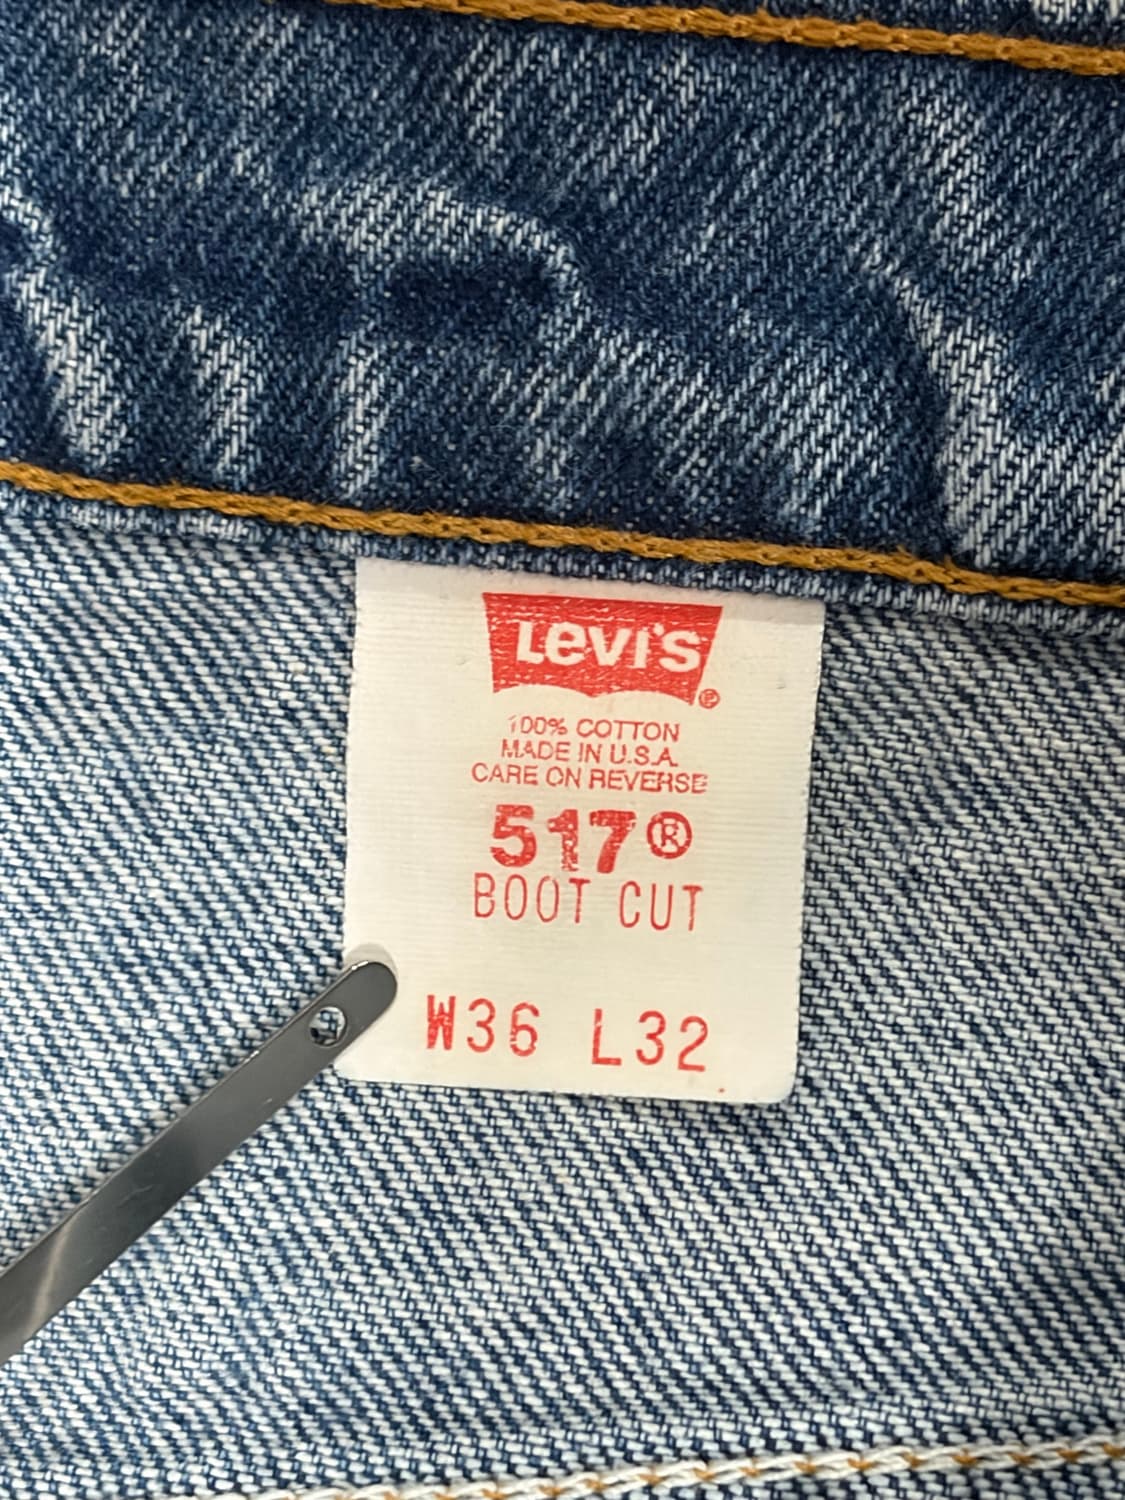 Levi's®
100% COTTON
MADE IN U.S.A.
CARE ON REVERSE
517®
BOOT CUT
W36 L32